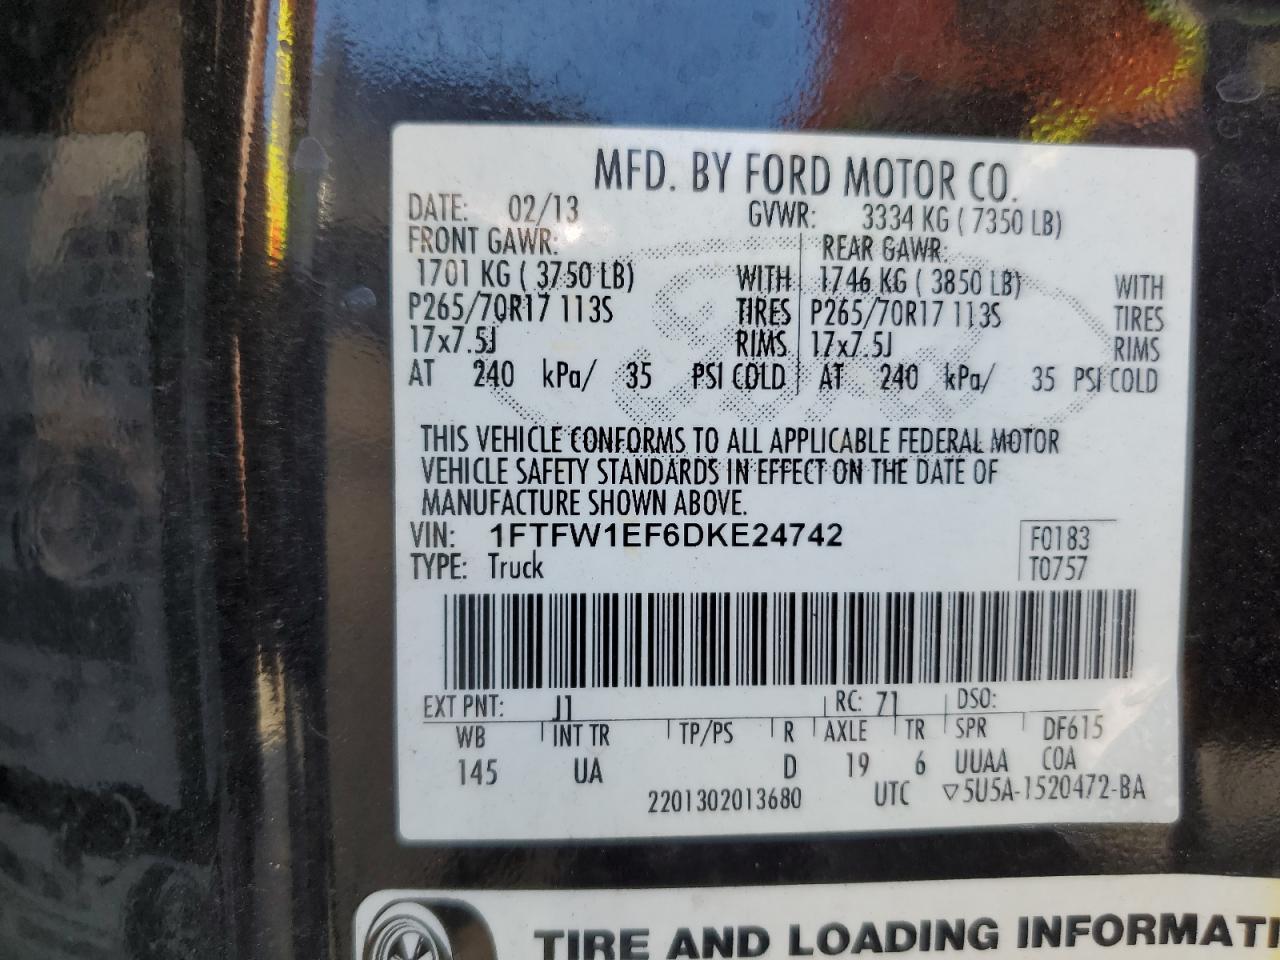 MFD. BY FORD MOTOR CO.
DATE: 02/13 GVWR: 3334 KG ( 7350 LB)
FRONT GAWR: REAR GAWR:
1701 KG ( 3750 LB) WITH 1746 KG ( 3850 LB) WITH
P265/70R17 113S TIRES P265/70R17 113S TIRES
17x7.5J RIMS 17x7.5J RIMS
AT 240 kPa/ 35 PSI COLD AT 240 kPa/ 35 PSI COLD
THIS VEHICLE CONFORMS TO ALL APPLICABLE FEDERAL MOTOR
VEHICLE SAFETY STANDARDS IN EFFECT ON THE DATE OF
MANUFACTURE SHOWN ABOVE.
VIN: 1FTFW1EF6DKE24742 F0183
TYPE: Truck T0757
EXT PNT: J1 RC: 71 DSO:
WB INT TR TP/PS R AXLE TR SPR DF615
145 UA D 19 6 UUAA COA
2201302013680 UTC ▽5U5A-1520472-BA
TIRE AND LOADING INFORMATI